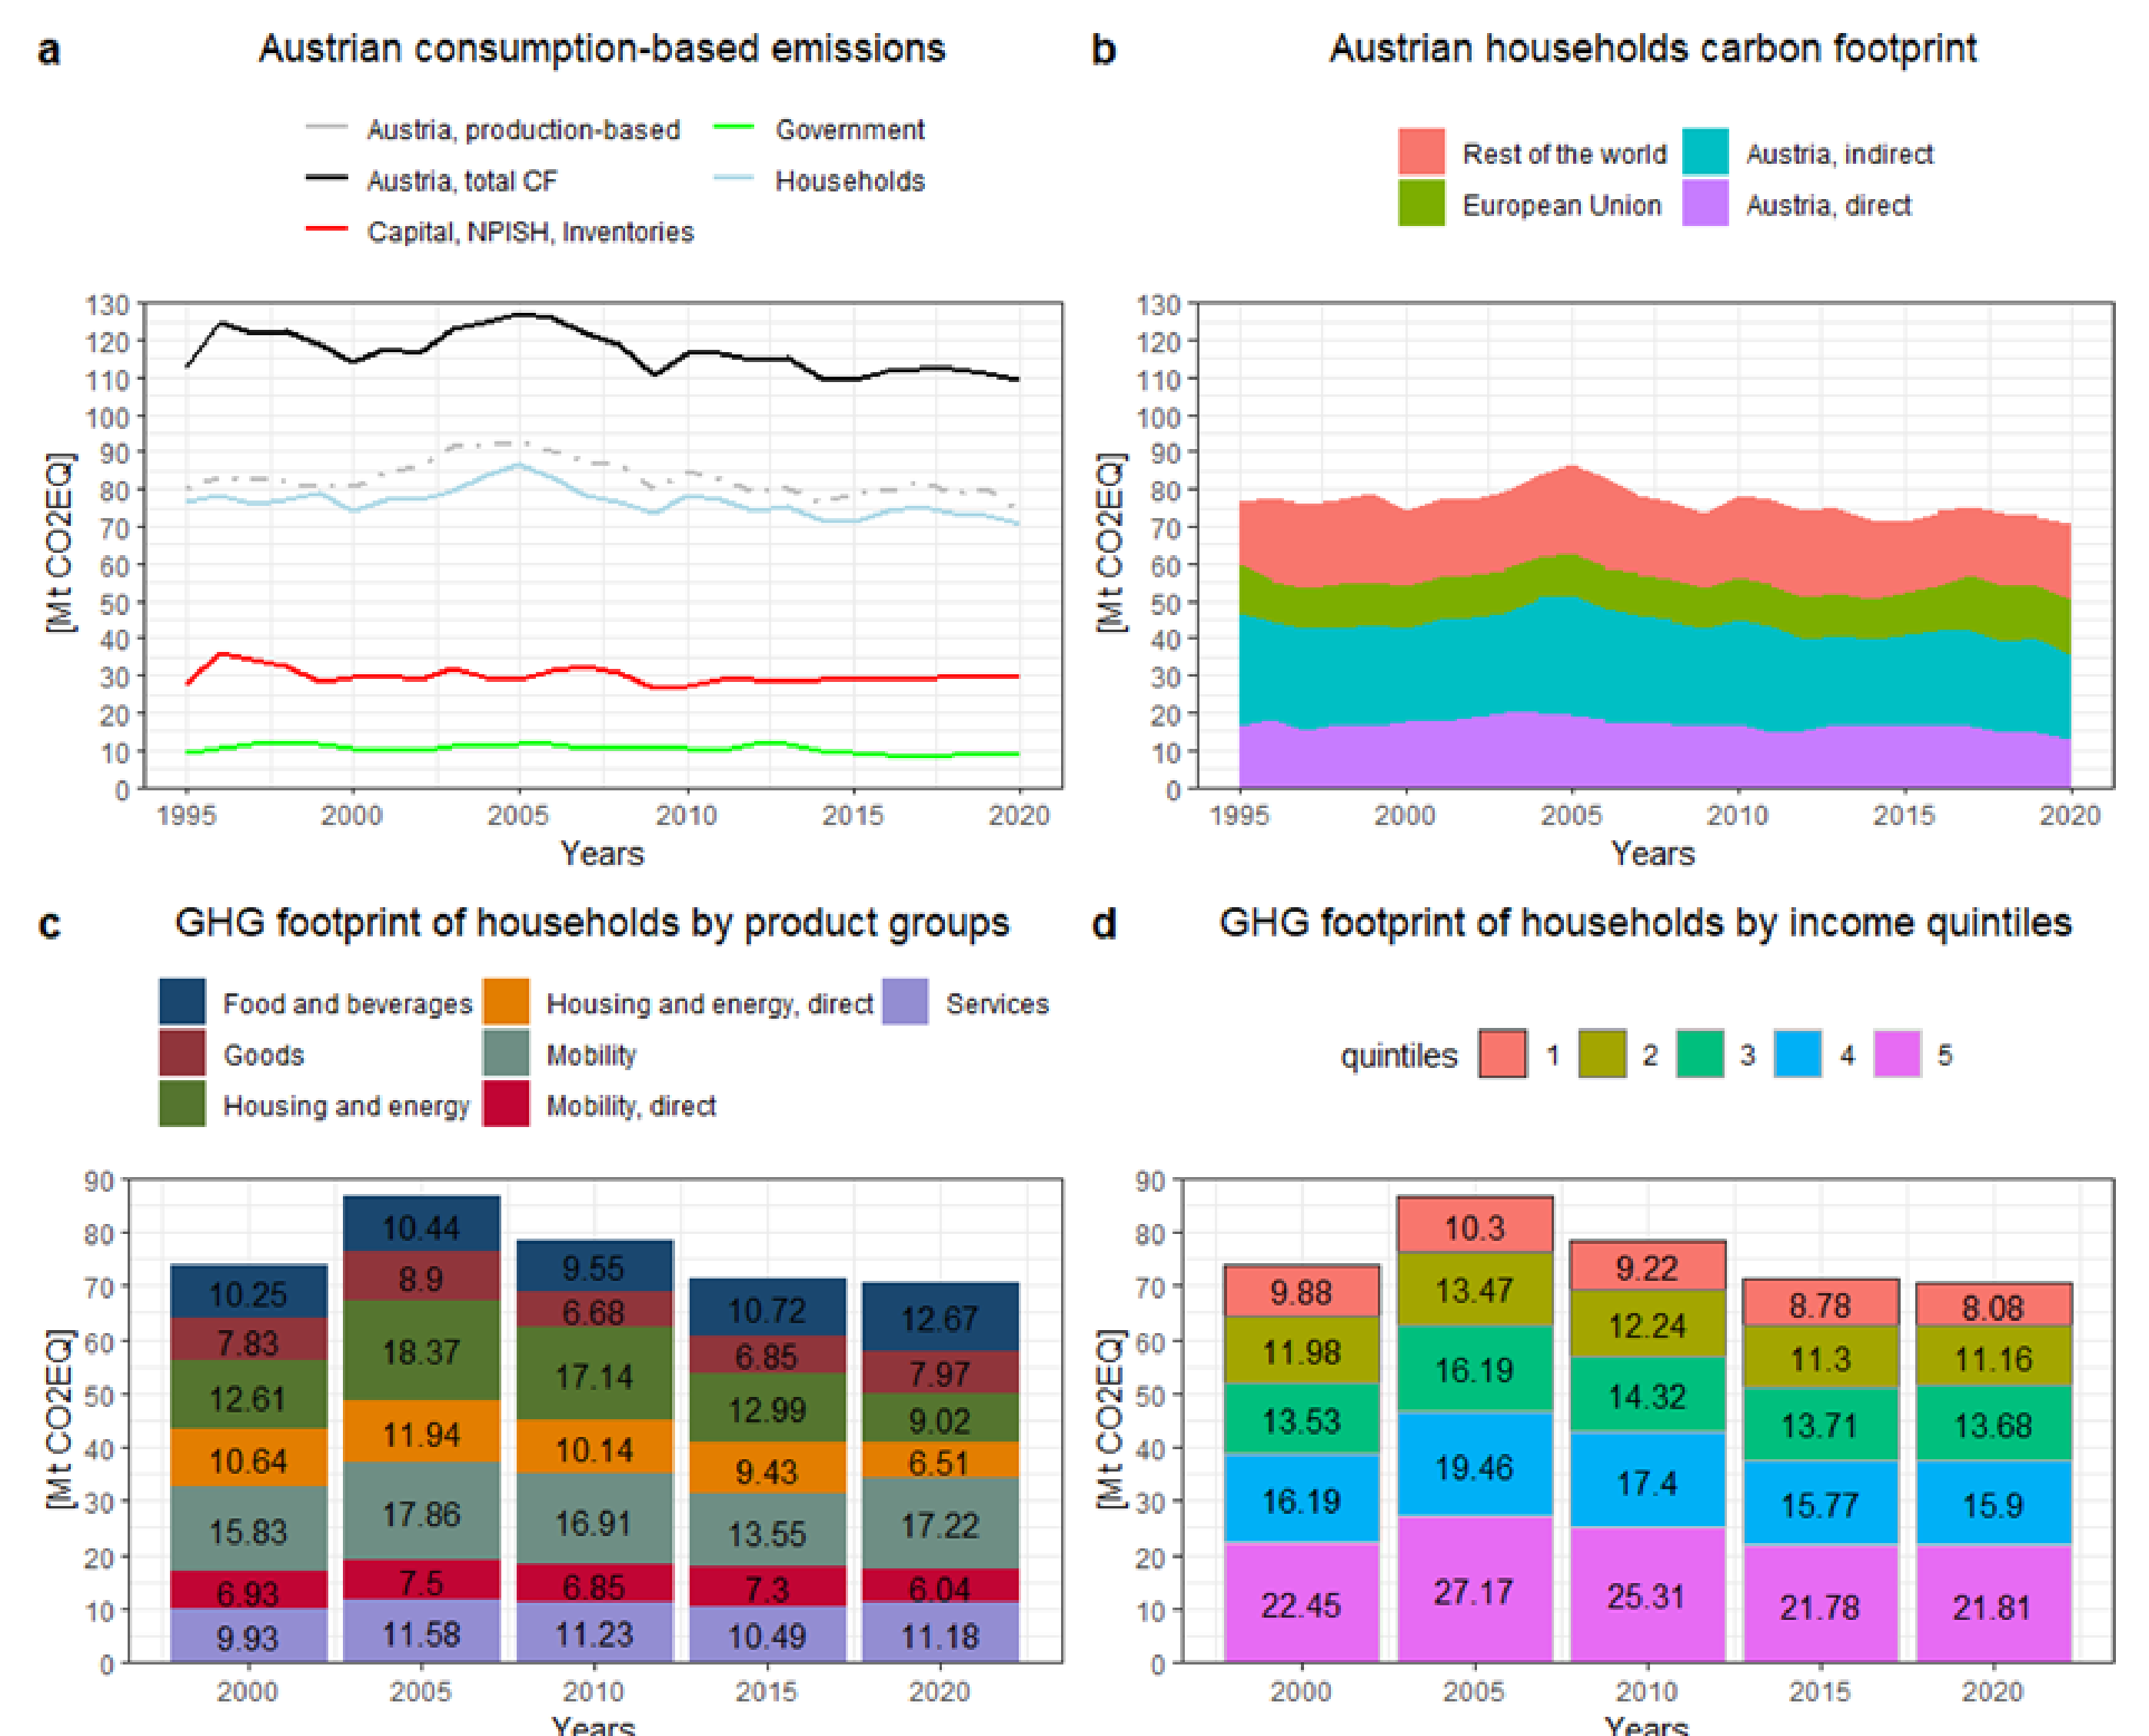 a
Austrian consumption-based emissions
Austria, production-based
Government
Austria, total CF
Households
Capital, NPISH, Inventories
130
120
110
100
90
80
70
60
50
40
30
20
10
0
[Mt CO2EQ]
1995 2000 2005 2010 2015 2020
Years
b
Austrian households carbon footprint
Rest of the world
Austria, indirect
European Union
Austria, direct
130
120
110
100
90
80
70
60
50
40
30
20
10
0
[Mt CO2EQ]
1995 2000 2005 2010 2015 2020
Years
c
GHG footprint of households by product groups
Food and beverages
Housing and energy, direct
Services
Goods
Mobility
Housing and energy
Mobility, direct
90
80
70
60
50
40
30
20
10
0
[Mt CO2EQ]
10.25
7.83
12.61
10.64
15.83
6.93
9.93
10.44
8.9
18.37
11.94
17.86
7.5
11.58
9.55
6.68
17.14
10.14
16.91
6.85
11.23
10.72
6.85
12.99
9.43
13.55
7.3
10.49
12.67
7.97
9.02
6.51
17.22
6.04
11.18
2000 2005 2010 2015 2020
Years
d
GHG footprint of households by income quintiles
quintiles 1 2 3 4 5
90
80
70
60
50
40
30
20
10
0
[Mt CO2EQ]
9.88
11.98
13.53
16.19
22.45
10.3
13.47
16.19
19.46
27.17
9.22
12.24
14.32
17.4
25.31
8.78
11.3
13.71
15.77
21.78
8.08
11.16
13.68
15.9
21.81
2000 2005 2010 2015 2020
Years